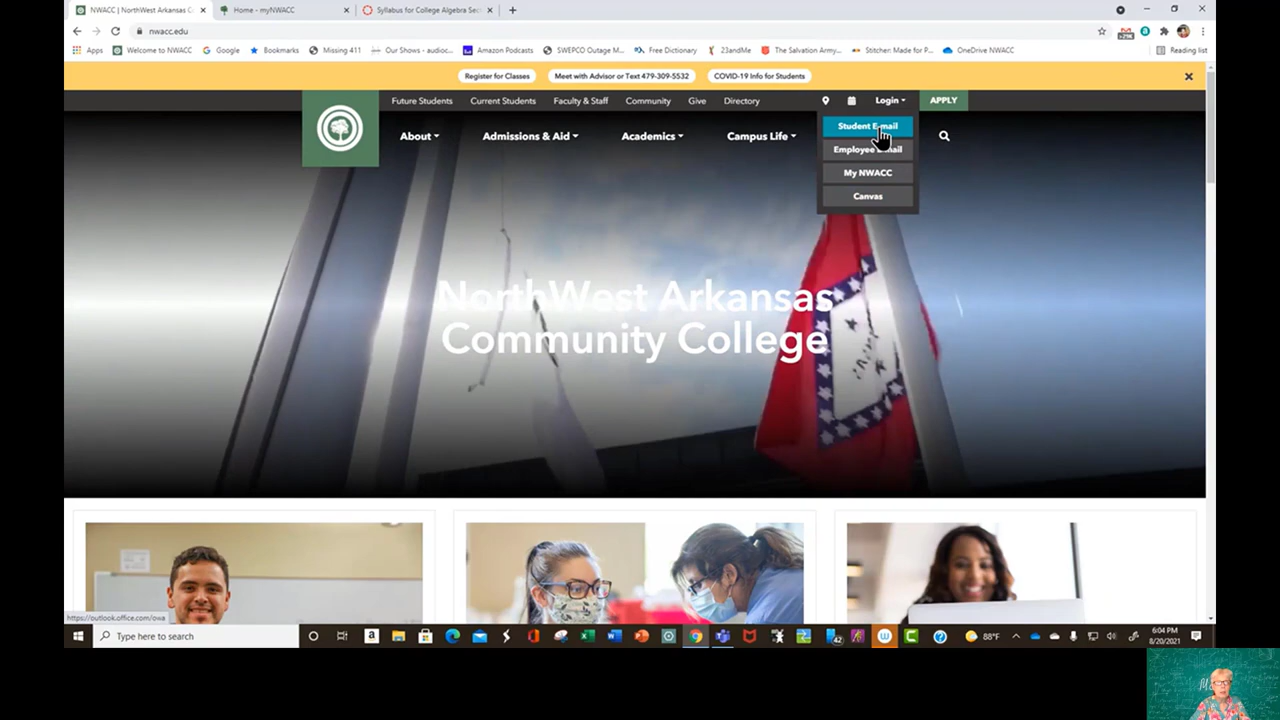 NWACC | NorthWest Arkansas C
Home - myNWACC
Syllabus for College Algebra Sec
nwacc.edu
Apps
Welcome to NWACC
Google
Bookmarks
Missing 411
Our Shows - audioc...
Amazon Podcasts
SWEPCO Outage M...
Free Dictionary
23andMe
The Salvation Army...
Stitcher: Made for P...
OneDrive NWACC
Reading list
Register for Classes
Meet with Advisor or Text 479-309-5532
COVID-19 Info for Students
Future Students
Current Students
Faculty & Staff
Community
Give
Directory
Login
APPLY
About
Admissions & Aid
Academics
Campus Life
Student E-mail
Employee E-mail
My NWACC
Canvas
NorthWest Arkansas
Community College
https://outlook.office.com/owa
Type here to search
42
88°F
6:04 PM
8/20/2021